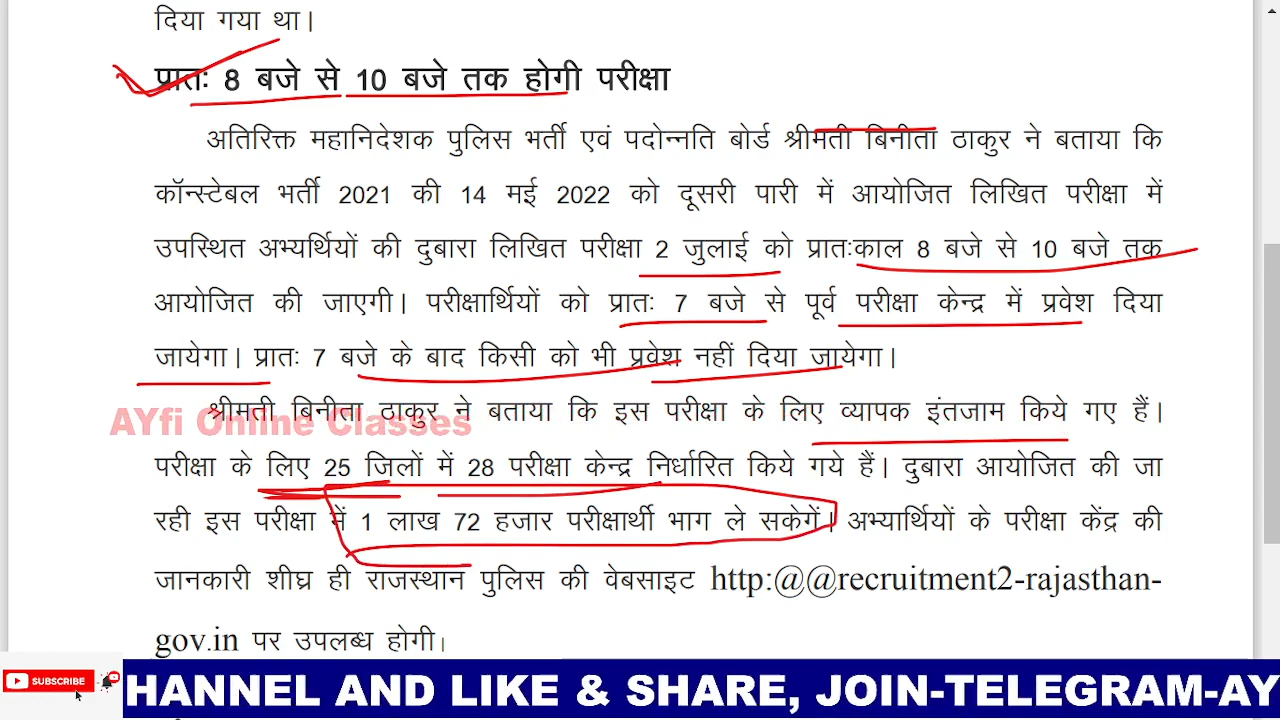 दिया गया था।
प्रातः 8 बजे से 10 बजे तक होगी परीक्षा
अतिरिक्त महानिदेशक पुलिस भर्ती एवं पदोन्नति बोर्ड श्रीमती बिनीता ठाकुर ने बताया कि
कॉन्स्टेबल भर्ती 2021 की 14 मई 2022 को दूसरी पारी में आयोजित लिखित परीक्षा में
उपस्थित अभ्यर्थियों की दुबारा लिखित परीक्षा 2 जुलाई को प्रातःकाल 8 बजे से 10 बजे तक
आयोजित की जाएगी। परीक्षार्थियों को प्रातः 7 बजे से पूर्व परीक्षा केन्द्र में प्रवेश दिया
जायेगा। प्रातः 7 बजे के बाद किसी को भी प्रवेश नहीं दिया जायेगा।
श्रीमती बिनीता ठाकुर ने बताया कि इस परीक्षा के लिए व्यापक इंतजाम किये गए हैं।
AYfi Online Classes
परीक्षा के लिए 25 जिलों में 28 परीक्षा केन्द्र निर्धारित किये गये हैं। दुबारा आयोजित की जा
रही इस परीक्षा में 1 लाख 72 हजार परीक्षार्थी भाग ले सकेगें। अभ्यार्थियों के परीक्षा केंद्र की
जानकारी शीघ्र ही राजस्थान पुलिस की वेबसाइट http:@@recruitment2-rajasthan-
gov.in पर उपलब्ध होगी।
SUBSCRIBE
HANNEL AND LIKE & SHARE, JOIN-TELEGRAM-AY